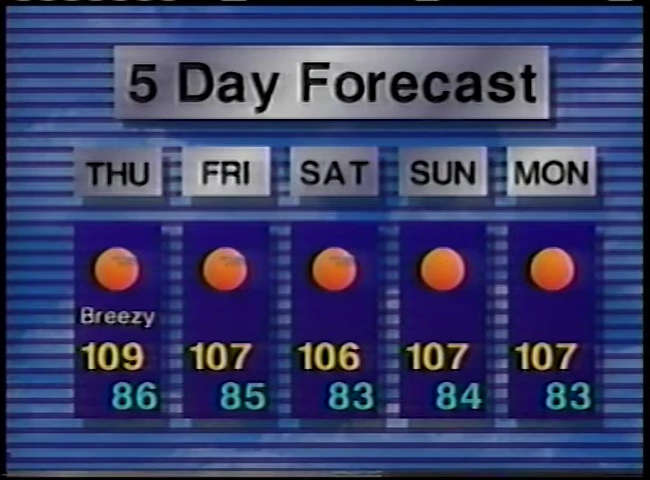 5 Day Forecast
THU FRI SAT SUN MON
Breezy
109 107 106 107 107
86 85 83 84 83